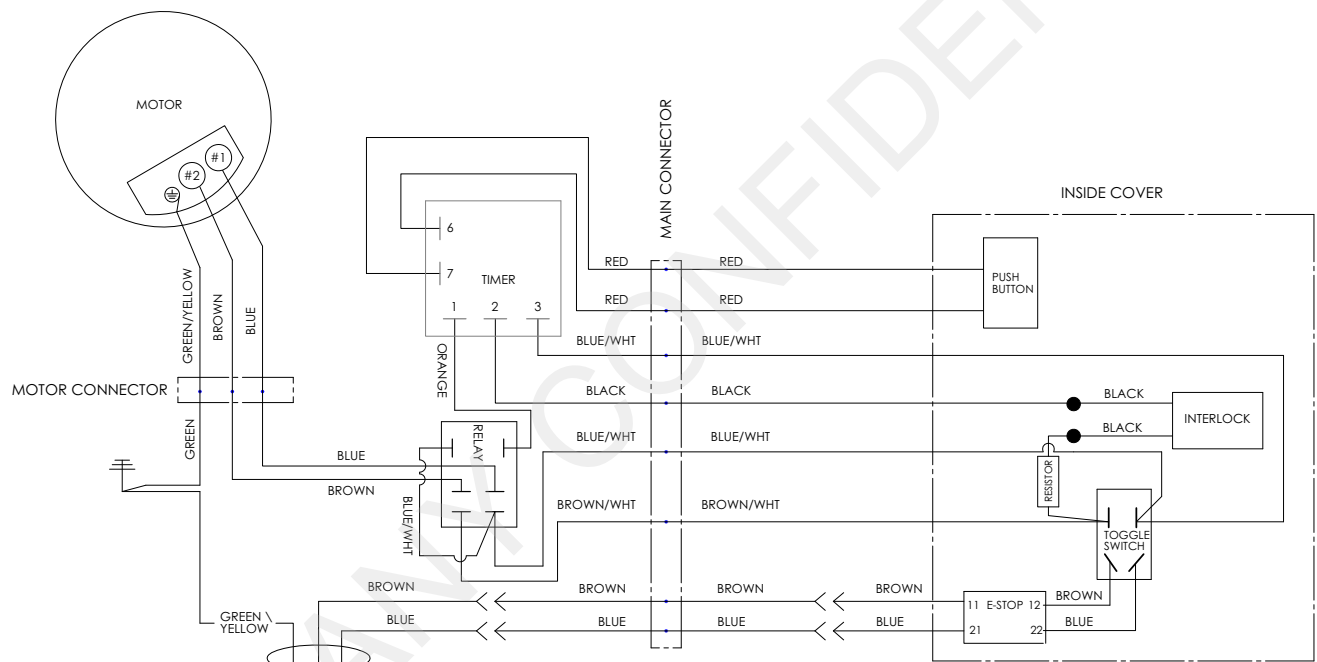 MOTOR
#1
#2
GREEN/YELLOW
BROWN
BLUE
MOTOR CONNECTOR
GREEN
GREEN \
YELLOW
6
7
TIMER
1
2
3
ORANGE
RELAY
BLUE
BROWN
BLUE/WHT
MAIN CONNECTOR
INSIDE COVER
RED
RED
PUSH
BUTTON
RED
RED
BLUE/WHT
BLUE/WHT
BLACK
BLACK
BLACK
INTERLOCK
BLACK
BLUE/WHT
BLUE/WHT
RESISTOR
BROWN/WHT
BROWN/WHT
TOGGLE
SWITCH
BROWN
BROWN
BROWN
BROWN
11 E-STOP 12
BROWN
BLUE
BLUE
BLUE
BLUE
21
22
BLUE
ANY CONFIDE